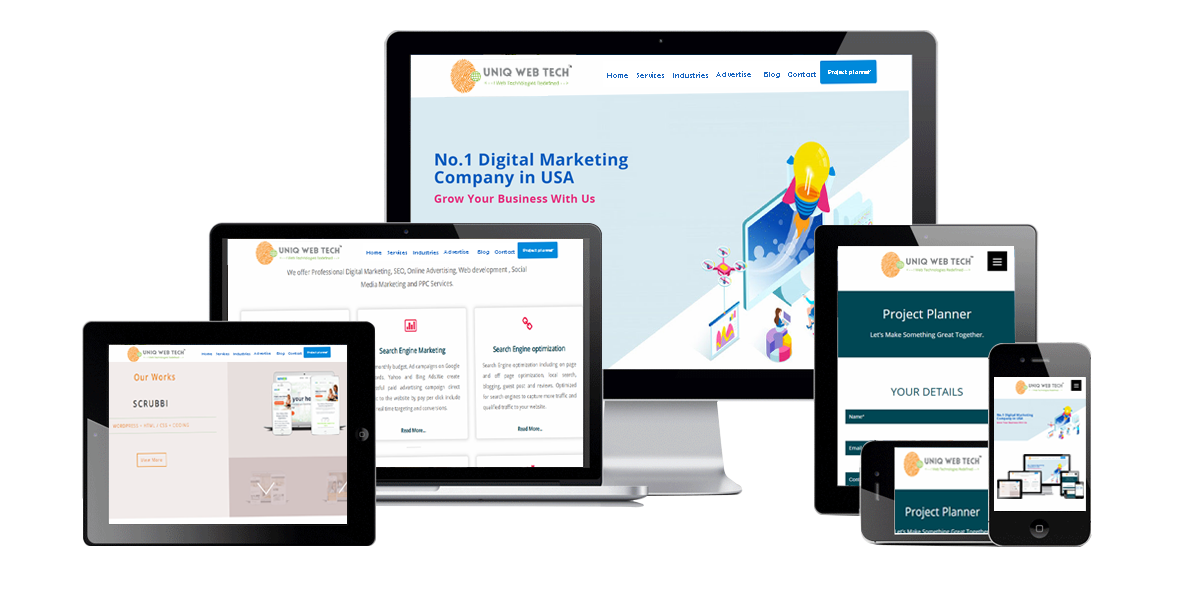 UNIQ WEB TECH
Web Technologies Redefined
Home Services Industries Advertise Blog Contact Project planner
No.1 Digital Marketing
Company in USA
Grow Your Business With Us
UNIQ WEB TECH
Home Services Industries Advertise Blog Contact Project planner
We offer Professional Digital Marketing, SEO, Online Advertising, Web development , Social
Media Marketing and PPC Services.
Search Engine Marketing
monthly budget. Ad campaigns on Google
Yahoo and Bing
paid advertising campaign direct
to the website by pay per click include
real time targeting and conversions.
Read More...
Search Engine optimization
Search Engine optimization including on page
and off page optimization, local search,
blogging, guest post and reviews. Optimized
for search engines to capture more traffic and
qualified traffic to your website.
Read More...
UNIQ WEB TECH
Home Services Industries Advertise Blog Contact Project planner
Our Works
SCRUBBI
WORDPRESS / HTML / CSS / CODING
View More
your
UNIQ WEB TECH
Web Technologies Redefined
Project Planner
Let's Make Something Great Together.
YOUR DETAILS
Name*
Email
Con
UNIQ WEB TECH
Web Technologies Redefined
Project Planner
Let's Make Something Great Together
UNIQ WEB TECH
No.1 Digital Marketing
Company in USA
Grow Your Business With Us